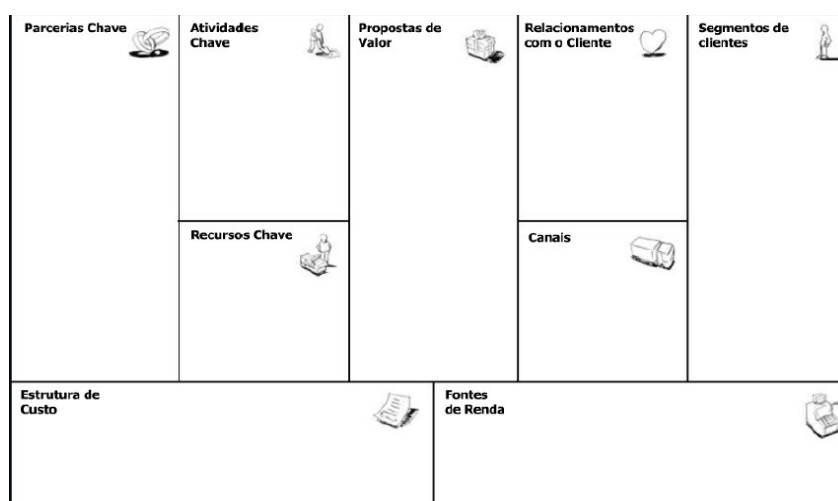 Parcerias Chave
Atividades
Chave
Propostas de
Valor
Relacionamentos
com o Cliente
Segmentos de
clientes
Recursos Chave
Canais
Estrutura de
Custo
Fontes
de Renda